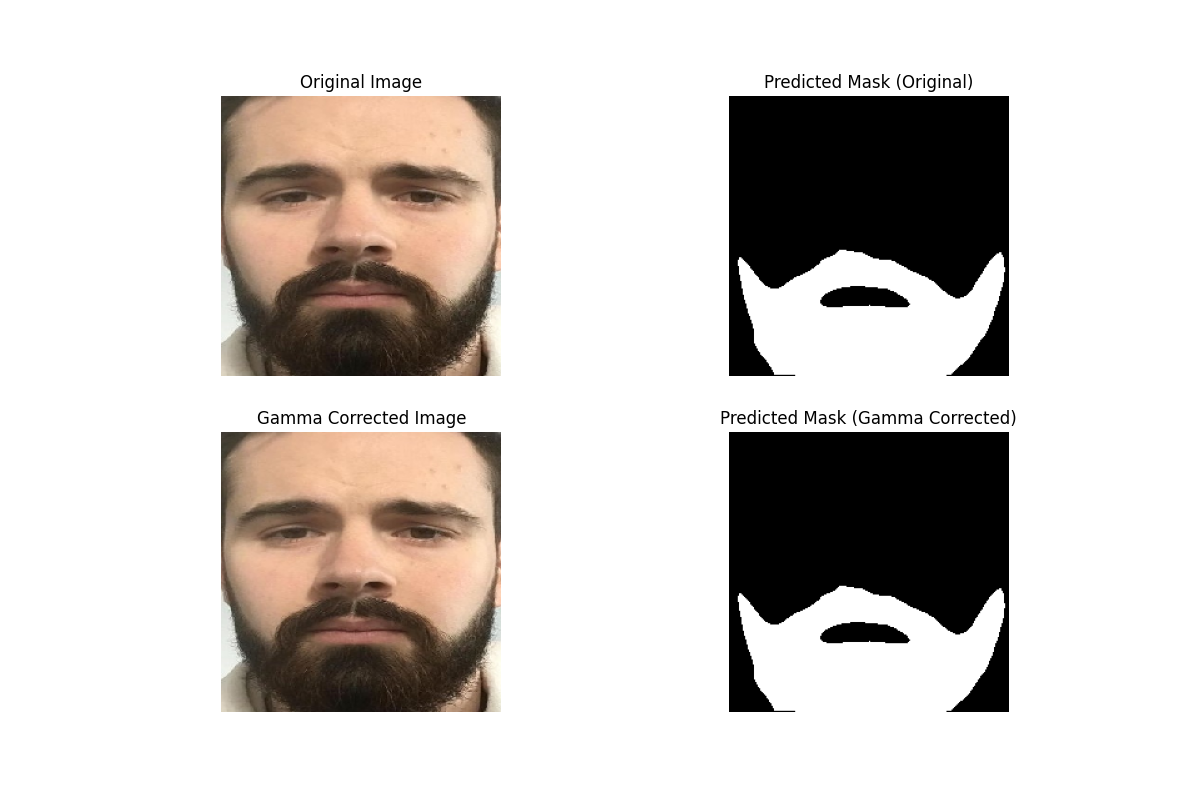 Original Image
Predicted Mask (Original)
Gamma Corrected Image
Predicted Mask (Gamma Corrected)